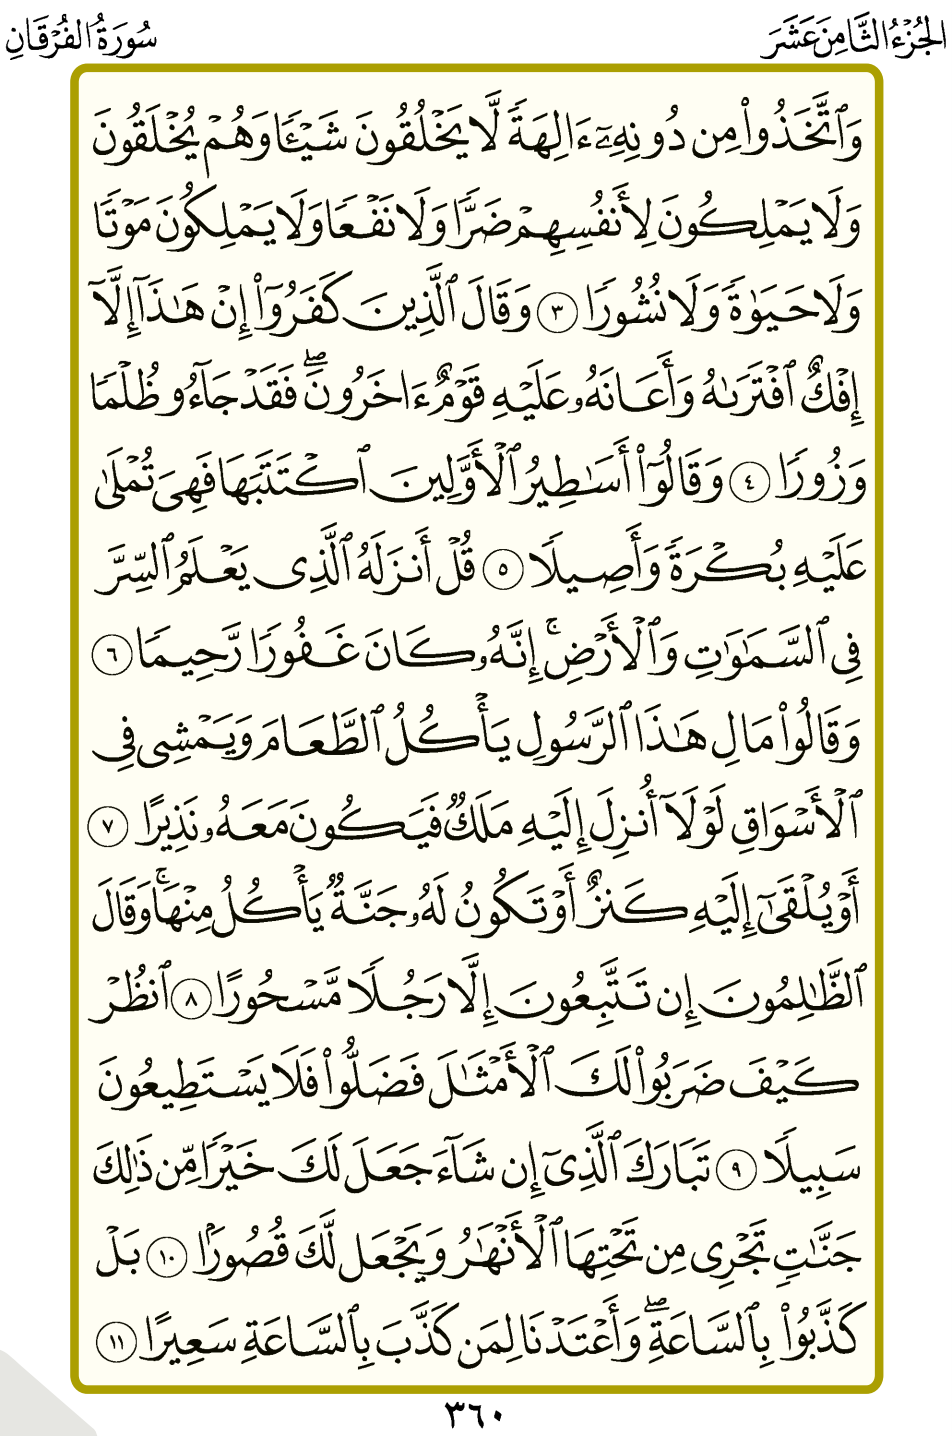 الجُزْءُ الثَّامِنَ عَشَرَ
سُورَةُ الفُرْقَانِ
وَٱتَّخَذُوا۟ مِن دُونِهِۦٓ ءَالِهَةً لَّا يَخْلُقُونَ شَيْـًٔا وَهُمْ يُخْلَقُونَ
وَلَا يَمْلِكُونَ لِأَنفُسِهِمْ ضَرًّا وَلَا نَفْعًا وَلَا يَمْلِكُونَ مَوْتًا
وَلَا حَيَوٰةً وَلَا نُشُورًا ٣ وَقَالَ ٱلَّذِينَ كَفَرُوٓا۟ إِنْ هَـٰذَآ إِلَّآ
إِفْكٌ ٱفْتَرَىٰهُ وَأَعَانَهُۥ عَلَيْهِ قَوْمٌ ءَاخَرُونَ ۖ فَقَدْ جَآءُو ظُلْمًا
وَزُورًا ٤ وَقَالُوٓا۟ أَسَـٰطِيرُ ٱلْأَوَّلِينَ ٱكْتَتَبَهَا فَهِىَ تُمْلَىٰ
عَلَيْهِ بُكْرَةً وَأَصِيلًا ٥ قُلْ أَنزَلَهُ ٱلَّذِى يَعْلَمُ ٱلسِّرَّ
فِى ٱلسَّمَـٰوَٰتِ وَٱلْأَرْضِ ۚ إِنَّهُۥ كَانَ غَفُورًا رَّحِيمًا ٦
وَقَالُوا۟ مَالِ هَـٰذَا ٱلرَّسُولِ يَأْكُلُ ٱلطَّعَامَ وَيَمْشِى فِى
ٱلْأَسْوَاقِ لَوْلَآ أُنزِلَ إِلَيْهِ مَلَكٌ فَيَكُونَ مَعَهُۥ نَذِيرًا ٧
أَوْ يُلْقَىٰٓ إِلَيْهِ كَنزٌ أَوْ تَكُونُ لَهُۥ جَنَّةٌ يَأْكُلُ مِنْهَا ۚ وَقَالَ
ٱلظَّـٰلِمُونَ إِن تَتَّبِعُونَ إِلَّا رَجُلًا مَّسْحُورًا ٨ ٱنظُرْ
كَيْفَ ضَرَبُوا۟ لَكَ ٱلْأَمْثَـٰلَ فَضَلُّوا۟ فَلَا يَسْتَطِيعُونَ
سَبِيلًا ٩ تَبَارَكَ ٱلَّذِىٓ إِن شَآءَ جَعَلَ لَكَ خَيْرًا مِّن ذَٰلِكَ
جَنَّـٰتٍ تَجْرِى مِن تَحْتِهَا ٱلْأَنْهَـٰرُ وَيَجْعَل لَّكَ قُصُورًۢا ١٠ بَلْ
كَذَّبُوا۟ بِٱلسَّاعَةِ ۖ وَأَعْتَدْنَا لِمَن كَذَّبَ بِٱلسَّاعَةِ سَعِيرًا ١١
٣٦٠